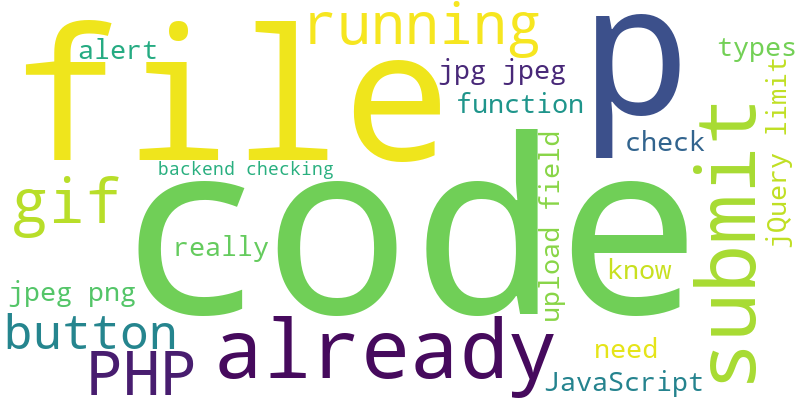 file
p
running
alert
jpg jpeg
types
function
check
jQuery limit
submit
code
backend checking
gif
really
upload field
know
jpeg png
button
PHP
already
need
JavaScript